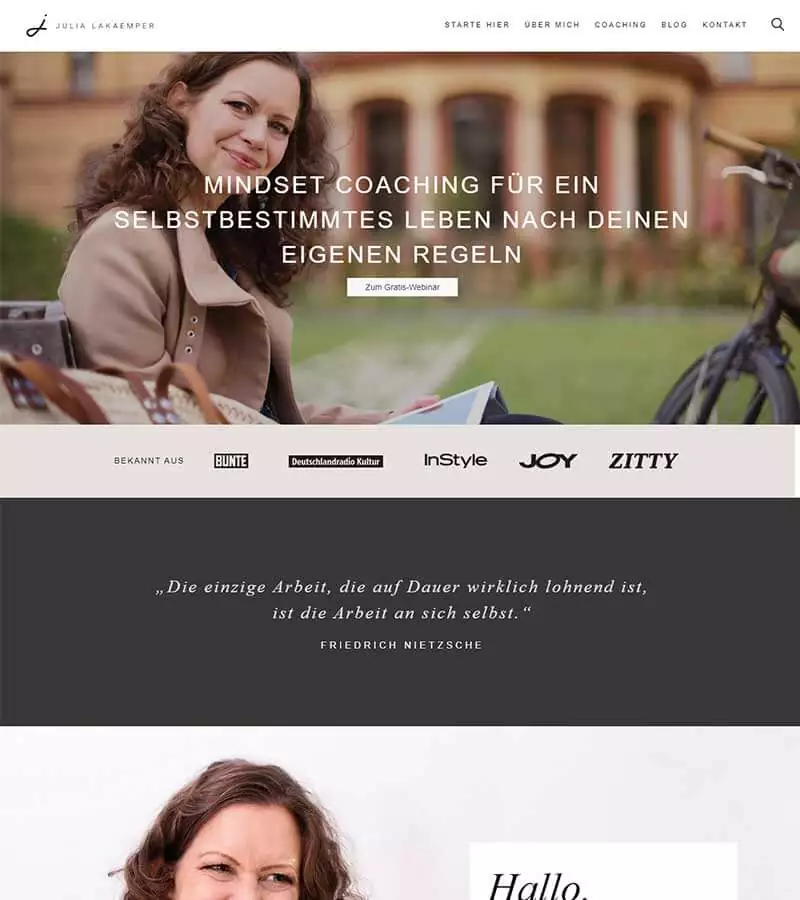 j JULIA LAKAEMPER
STARTE HIER ÜBER MICH COACHING BLOG KONTAKT
MINDSET COACHING FÜR EIN
SELBSTBESTIMMTES LEBEN NACH DEINEN
EIGENEN REGELN
Zum Gratis-Webinar
BEKANNT AUS BUNTE Deutschlandradio Kultur InStyle JOY ZITTY
„Die einzige Arbeit, die auf Dauer wirklich lohnend ist,
ist die Arbeit an sich selbst.“
FRIEDRICH NIETZSCHE
Hallo.